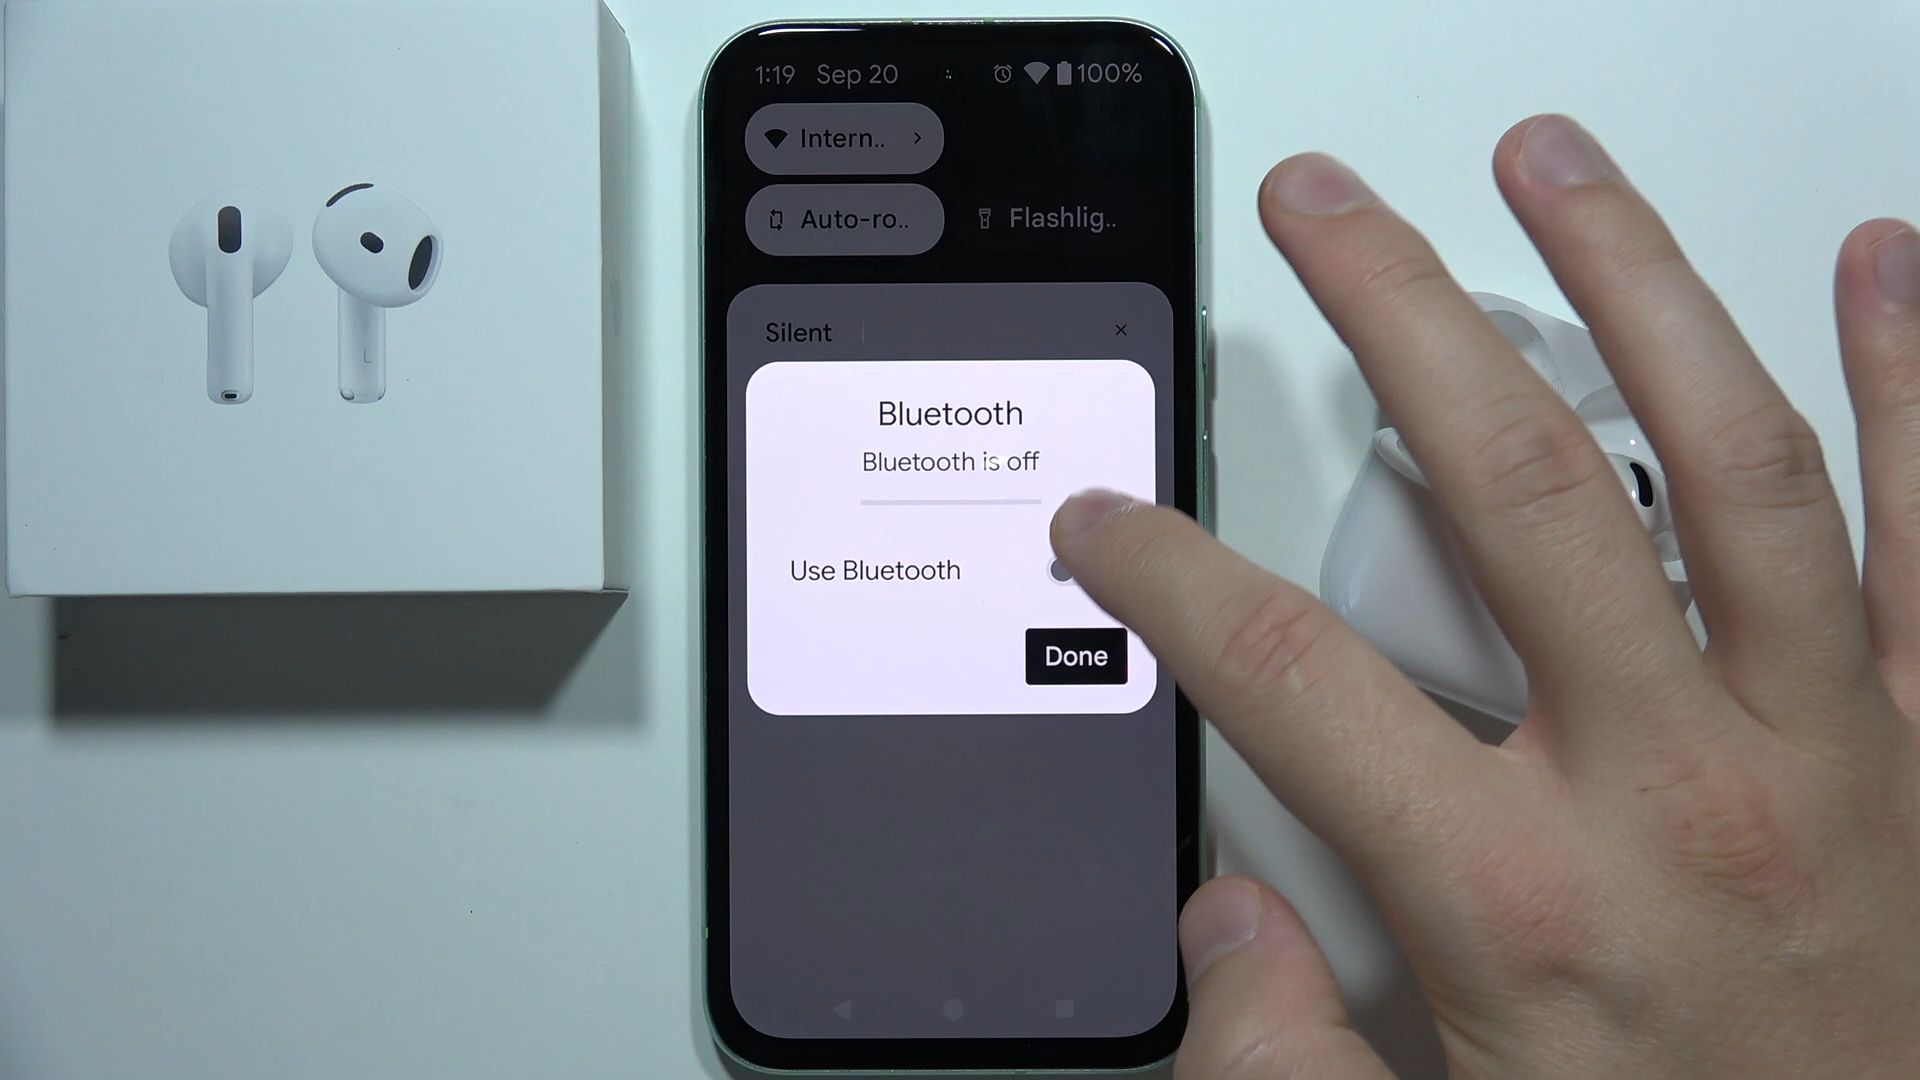 1:19 Sep 20 100%
Intern..
Auto-ro.. Flashlig..
Silent
Bluetooth
Bluetooth is off
Use Bluetooth
Done
L